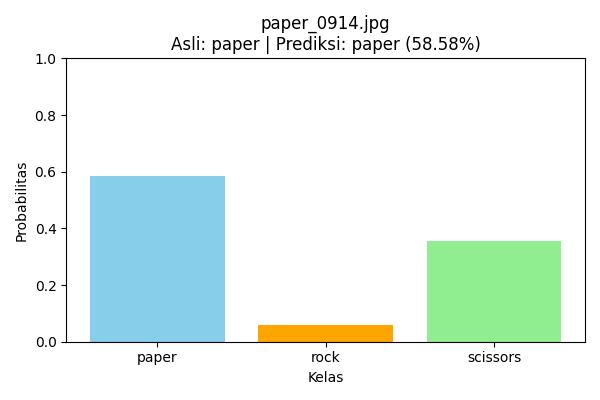 paper_0914.jpg
Asli: paper | Prediksi: paper (58.58%)
Probabilitas
1.0
0.8
0.6
0.4
0.2
0.0
paper
rock
scissors
Kelas